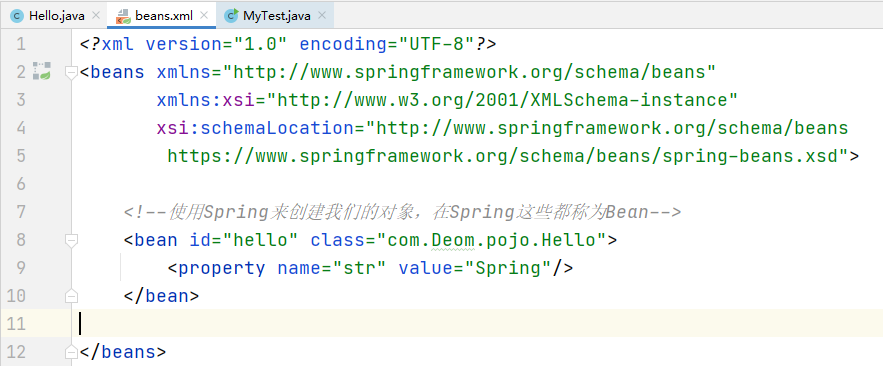 Hello.java
beans.xml
MyTest.java
1 <?xml version="1.0" encoding="UTF-8"?>
2 <beans xmlns="http://www.springframework.org/schema/beans"
3 xmlns:xsi="http://www.w3.org/2001/XMLSchema-instance"
4 xsi:schemaLocation="http://www.springframework.org/schema/beans
5 https://www.springframework.org/schema/beans/spring-beans.xsd">
6
7 <!--使用Spring来创建我们的对象，在Spring这些都称为Bean-->
8 <bean id="hello" class="com.Deom.pojo.Hello">
9 <property name="str" value="Spring"/>
10 </bean>
11
12 </beans>